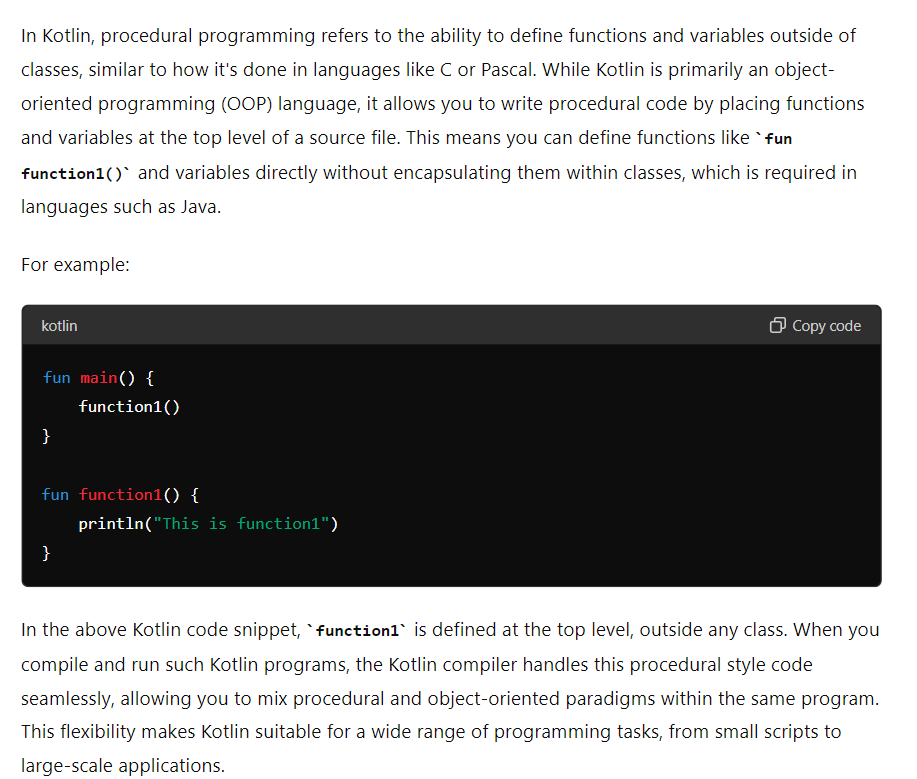 In Kotlin, procedural programming refers to the ability to define functions and variables outside of
classes, similar to how it's done in languages like C or Pascal. While Kotlin is primarily an object-
oriented programming (OOP) language, it allows you to write procedural code by placing functions
and variables at the top level of a source file. This means you can define functions like `fun
function1()` and variables directly without encapsulating them within classes, which is required in
languages such as Java.
For example:
kotlin
Copy code
fun main() {
    function1()
}
fun function1() {
    println("This is function1")
}
In the above Kotlin code snippet, `function1` is defined at the top level, outside any class. When you
compile and run such Kotlin programs, the Kotlin compiler handles this procedural style code
seamlessly, allowing you to mix procedural and object-oriented paradigms within the same program.
This flexibility makes Kotlin suitable for a wide range of programming tasks, from small scripts to
large-scale applications.